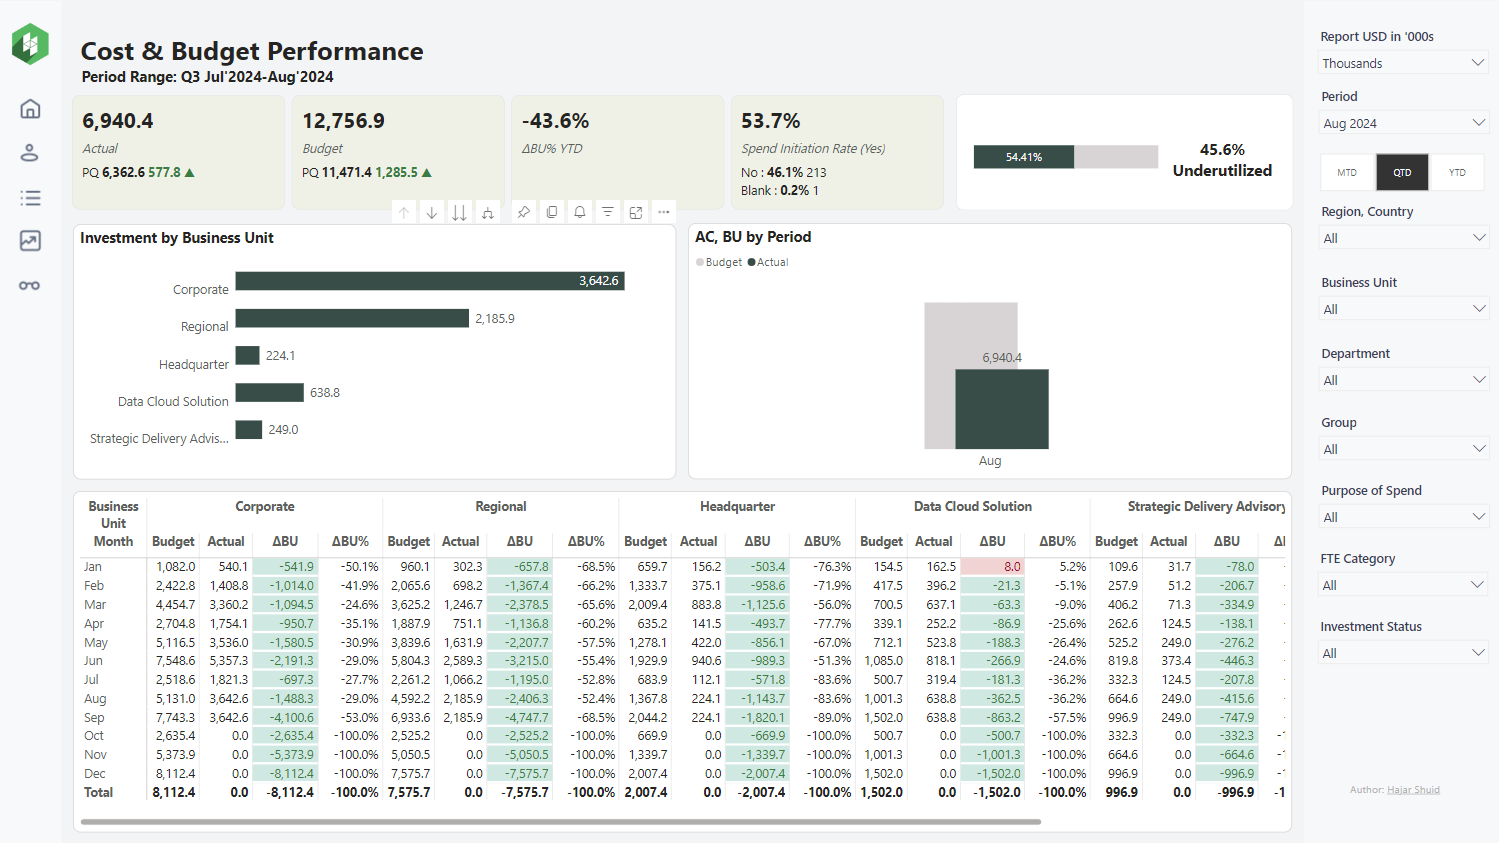 Cost & Budget Performance
Period Range: Q3 Jul'2024-Aug'2024
6,940.4
Actual
PQ 6,362.6 577.8 ▲
12,756.9
Budget
PQ 11,471.4 1,285.5 ▲
-43.6%
ΔBU% YTD
53.7%
Spend Initiation Rate (Yes)
No : 46.1% 213
Blank : 0.2% 1
54.41%
45.6%
Underutilized
Investment by Business Unit
Corporate 3,642.6
Regional 2,185.9
Headquarter 224.1
Data Cloud Solution 638.8
Strategic Delivery Advis... 249.0
AC, BU by Period
Budget Actual
6,940.4
Aug
Business Unit Corporate Regional Headquarter Data Cloud Solution Strategic Delivery Advisory
Month Budget Actual ΔBU ΔBU% Budget Actual ΔBU ΔBU% Budget Actual ΔBU ΔBU% Budget Actual ΔBU ΔBU% Budget Actual ΔBU
Jan 1,082.0 540.1 -541.9 -50.1% 960.1 302.3 -657.8 -68.5% 659.7 156.2 -503.4 -76.3% 154.5 162.5 8.0 5.2% 109.6 31.7 -78.0
Feb 2,422.8 1,408.8 -1,014.0 -41.9% 2,065.6 698.2 -1,367.4 -66.2% 1,333.7 375.1 -958.6 -71.9% 417.5 396.2 -21.3 -5.1% 257.9 51.2 -206.7
Mar 4,454.7 3,360.2 -1,094.5 -24.6% 3,625.2 1,246.7 -2,378.5 -65.6% 2,009.4 883.8 -1,125.6 -56.0% 700.5 637.1 -63.3 -9.0% 406.2 71.3 -334.9
Apr 2,704.8 1,754.1 -950.7 -35.1% 1,887.9 751.1 -1,136.8 -60.2% 635.2 141.5 -493.7 -77.7% 339.1 252.2 -86.9 -25.6% 262.6 124.5 -138.1
May 5,116.5 3,536.0 -1,580.5 -30.9% 3,839.6 1,631.9 -2,207.7 -57.5% 1,278.1 422.0 -856.1 -67.0% 712.1 523.8 -188.3 -26.4% 525.2 249.0 -276.2
Jun 7,548.6 5,357.3 -2,191.3 -29.0% 5,804.3 2,589.3 -3,215.0 -55.4% 1,929.9 940.6 -989.3 -51.3% 1,085.0 818.1 -266.9 -24.6% 819.8 373.4 -446.3
Jul 2,518.6 1,821.3 -697.3 -27.7% 2,261.2 1,066.2 -1,195.0 -52.8% 683.9 112.1 -571.8 -83.6% 500.7 319.4 -181.3 -36.2% 332.3 124.5 -207.8
Aug 5,131.0 3,642.6 -1,488.3 -29.0% 4,592.2 2,185.9 -2,406.3 -52.4% 1,367.8 224.1 -1,143.7 -83.6% 1,001.3 638.8 -362.5 -36.2% 664.6 249.0 -415.6
Sep 7,743.3 3,642.6 -4,100.6 -53.0% 6,933.6 2,185.9 -4,747.7 -68.5% 2,044.2 224.1 -1,820.1 -89.0% 1,502.0 638.8 -863.2 -57.5% 996.9 249.0 -747.9
Oct 2,635.4 0.0 -2,635.4 -100.0% 2,525.2 0.0 -2,525.2 -100.0% 669.9 0.0 -669.9 -100.0% 500.7 0.0 -500.7 -100.0% 332.3 0.0 -332.3
Nov 5,373.9 0.0 -5,373.9 -100.0% 5,050.5 0.0 -5,050.5 -100.0% 1,339.7 0.0 -1,339.7 -100.0% 1,001.3 0.0 -1,001.3 -100.0% 664.6 0.0 -664.6
Dec 8,112.4 0.0 -8,112.4 -100.0% 7,575.7 0.0 -7,575.7 -100.0% 2,007.4 0.0 -2,007.4 -100.0% 1,502.0 0.0 -1,502.0 -100.0% 996.9 0.0 -996.9
Total 8,112.4 0.0 -8,112.4 -100.0% 7,575.7 0.0 -7,575.7 -100.0% 2,007.4 0.0 -2,007.4 -100.0% 1,502.0 0.0 -1,502.0 -100.0% 996.9 0.0 -996.9
Report USD in '000s
Thousands
Period
Aug 2024
MTD QTD YTD
Region, Country
All
Business Unit
All
Department
All
Group
All
Purpose of Spend
All
FTE Category
All
Investment Status
All
Author: Hajar Shuid